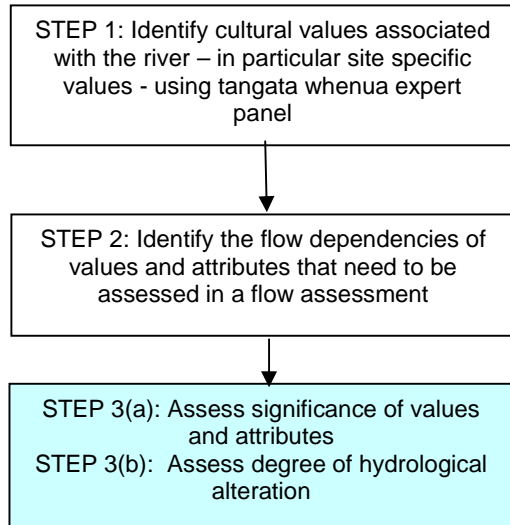 STEP 1: Identify cultural values associated
with the river – in particular site specific
values - using tangata whenua expert
panel
STEP 2: Identify the flow dependencies of
values and attributes that need to be
assessed in a flow assessment
STEP 3(a): Assess significance of values
and attributes
STEP 3(b): Assess degree of hydrological
alteration